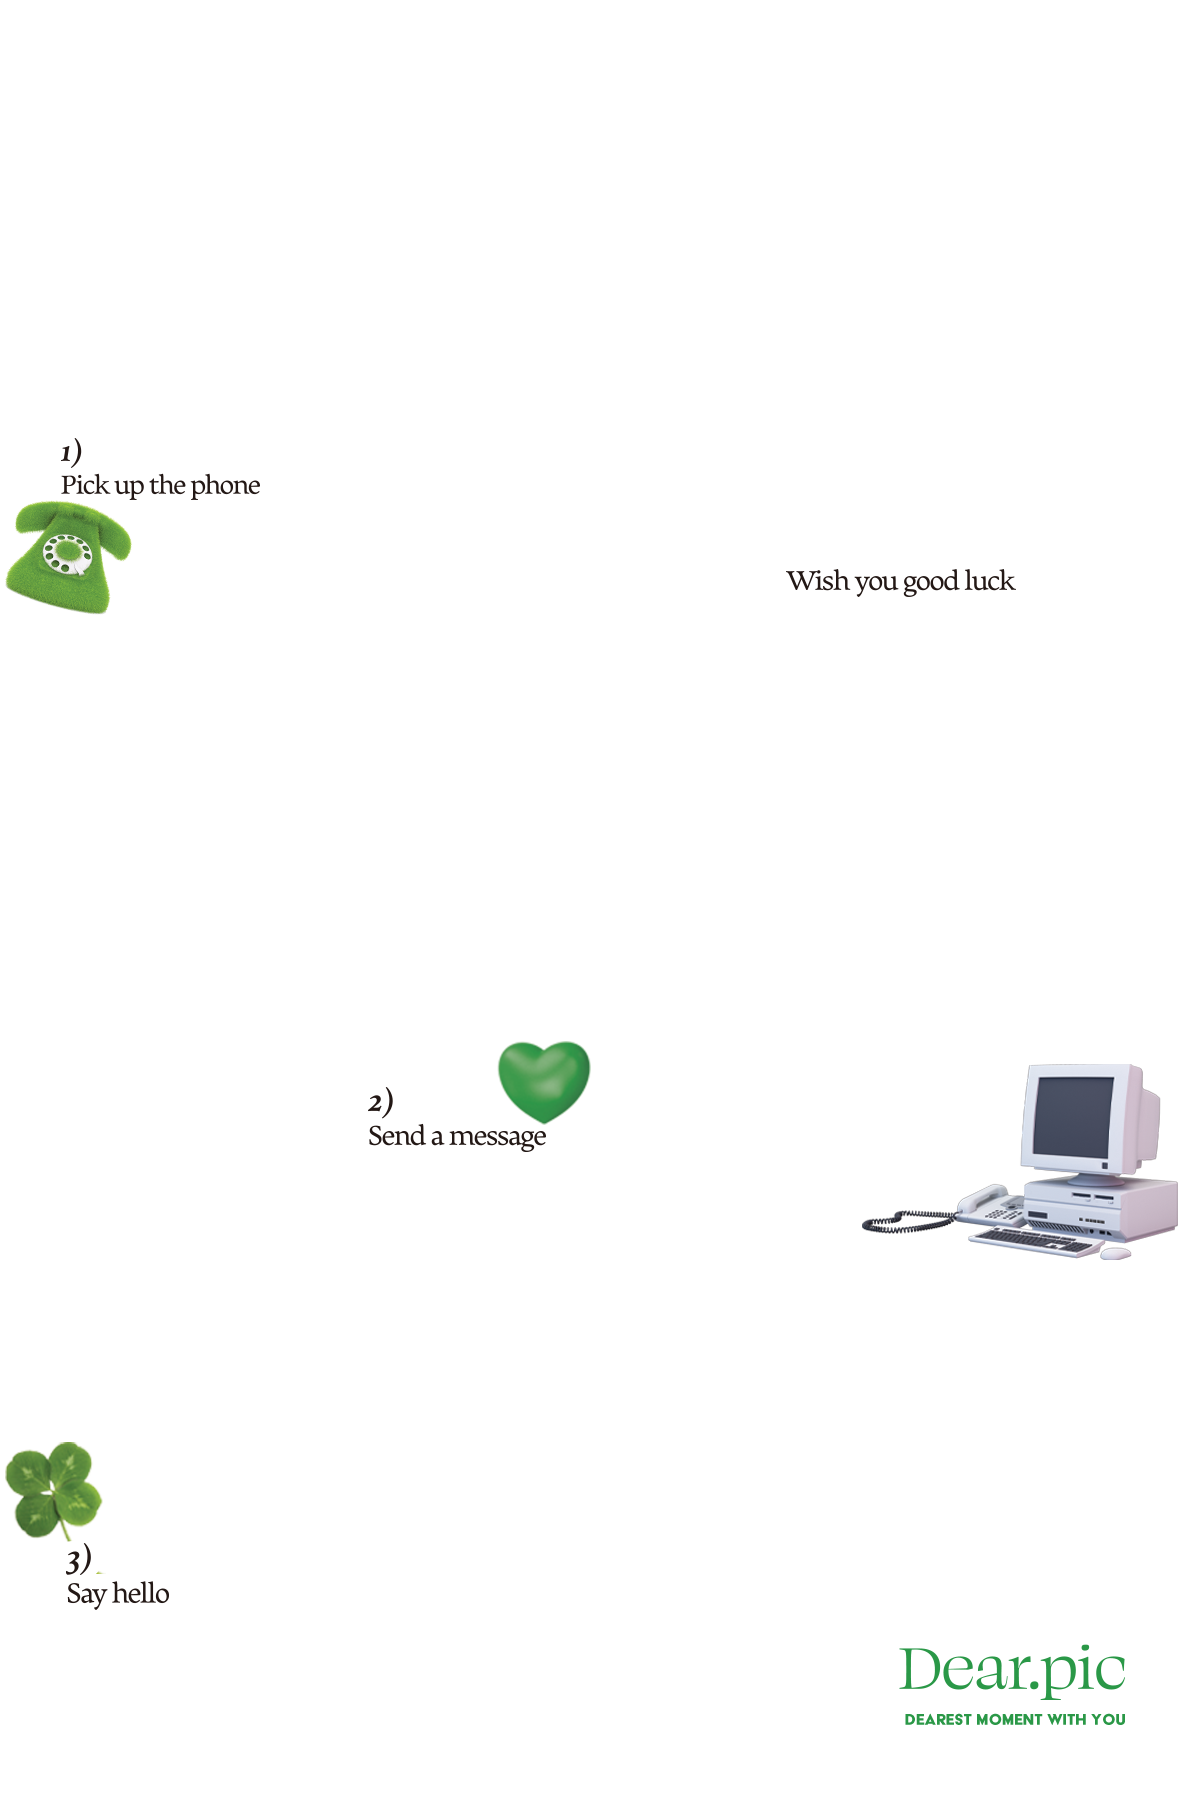 1)
Pick up the phone
Wish you good luck
2)
Send a message
3)
Say hello
Dear.pic
DEAREST MOMENT WITH YOU